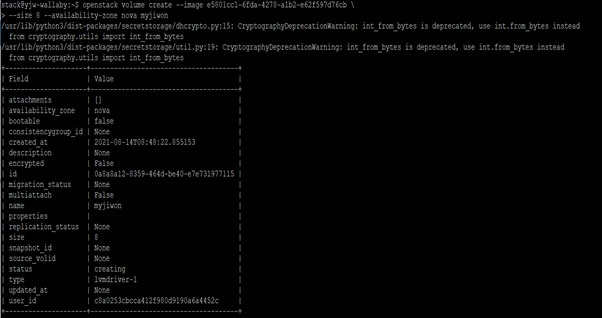 stack@yjw-wallaby:~$ openstack volume create --image e5801cc1-6fda-4278-a1b2-e62f597d76cb \
> --size 8 --availability-zone nova myjiwon
/usr/lib/python3/dist-packages/secretstorage/dhcrypto.py:15: CryptographyDeprecationWarning: int_from_bytes is deprecated, use int.from_bytes instead
  from cryptography.utils import int_from_bytes
/usr/lib/python3/dist-packages/secretstorage/util.py:19: CryptographyDeprecationWarning: int_from_bytes is deprecated, use int.from_bytes instead
  from cryptography.utils import int_from_bytes
+---------------------+--------------------------------------+
| Field               | Value                                |
+---------------------+--------------------------------------+
| attachments         | []                                   |
| availability_zone   | nova                                 |
| bootable            | false                                |
| consistencygroup_id | None                                 |
| created_at          | 2021-08-14T08:48:22.855153           |
| description         | None                                 |
| encrypted           | False                                |
| id                  | 0a8a8a12-8359-464d-be40-e7e731977115 |
| migration_status    | None                                 |
| multiattach         | False                                |
| name                | myjiwon                              |
| properties          |                                      |
| replication_status  | None                                 |
| size                | 8                                    |
| snapshot_id         | None                                 |
| source_volid        | None                                 |
| status              | creating                             |
| type                | lvmdriver-1                          |
| updated_at          | None                                 |
| user_id             | c8a0253cbcca412f980d9190a6a4452c     |
+---------------------+--------------------------------------+